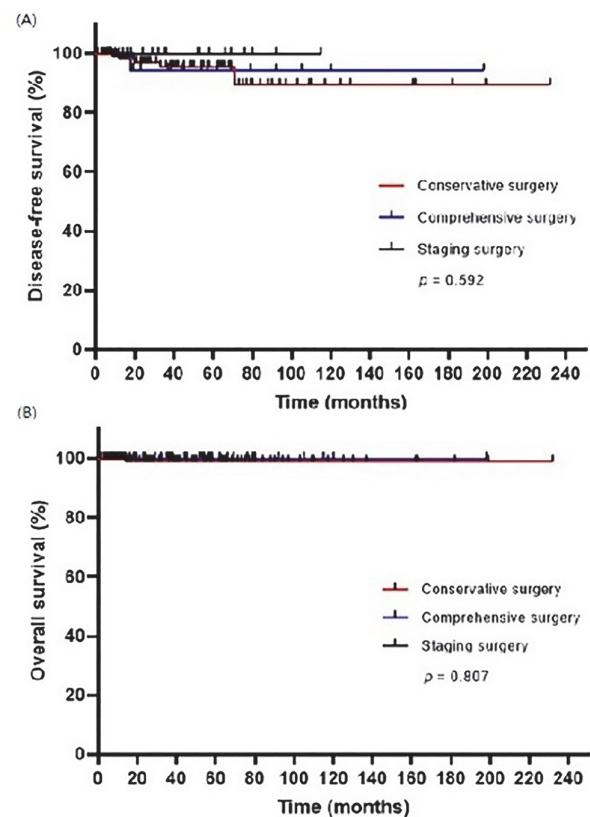 (A)
Disease-free survival (%)
100
80
60
40
20
0
Conservative surgery
Comprehensive surgery
Staging surgery
p = 0.592
0 20 40 60 80 100 120 140 160 180 200 220 240
Time (months)
(B)
Overall survival (%)
100
80
60
40
20
0
Conservative surgery
Comprehensive surgery
Staging surgery
p = 0.807
0 20 40 60 80 100 120 140 160 180 200 220 240
Time (months)